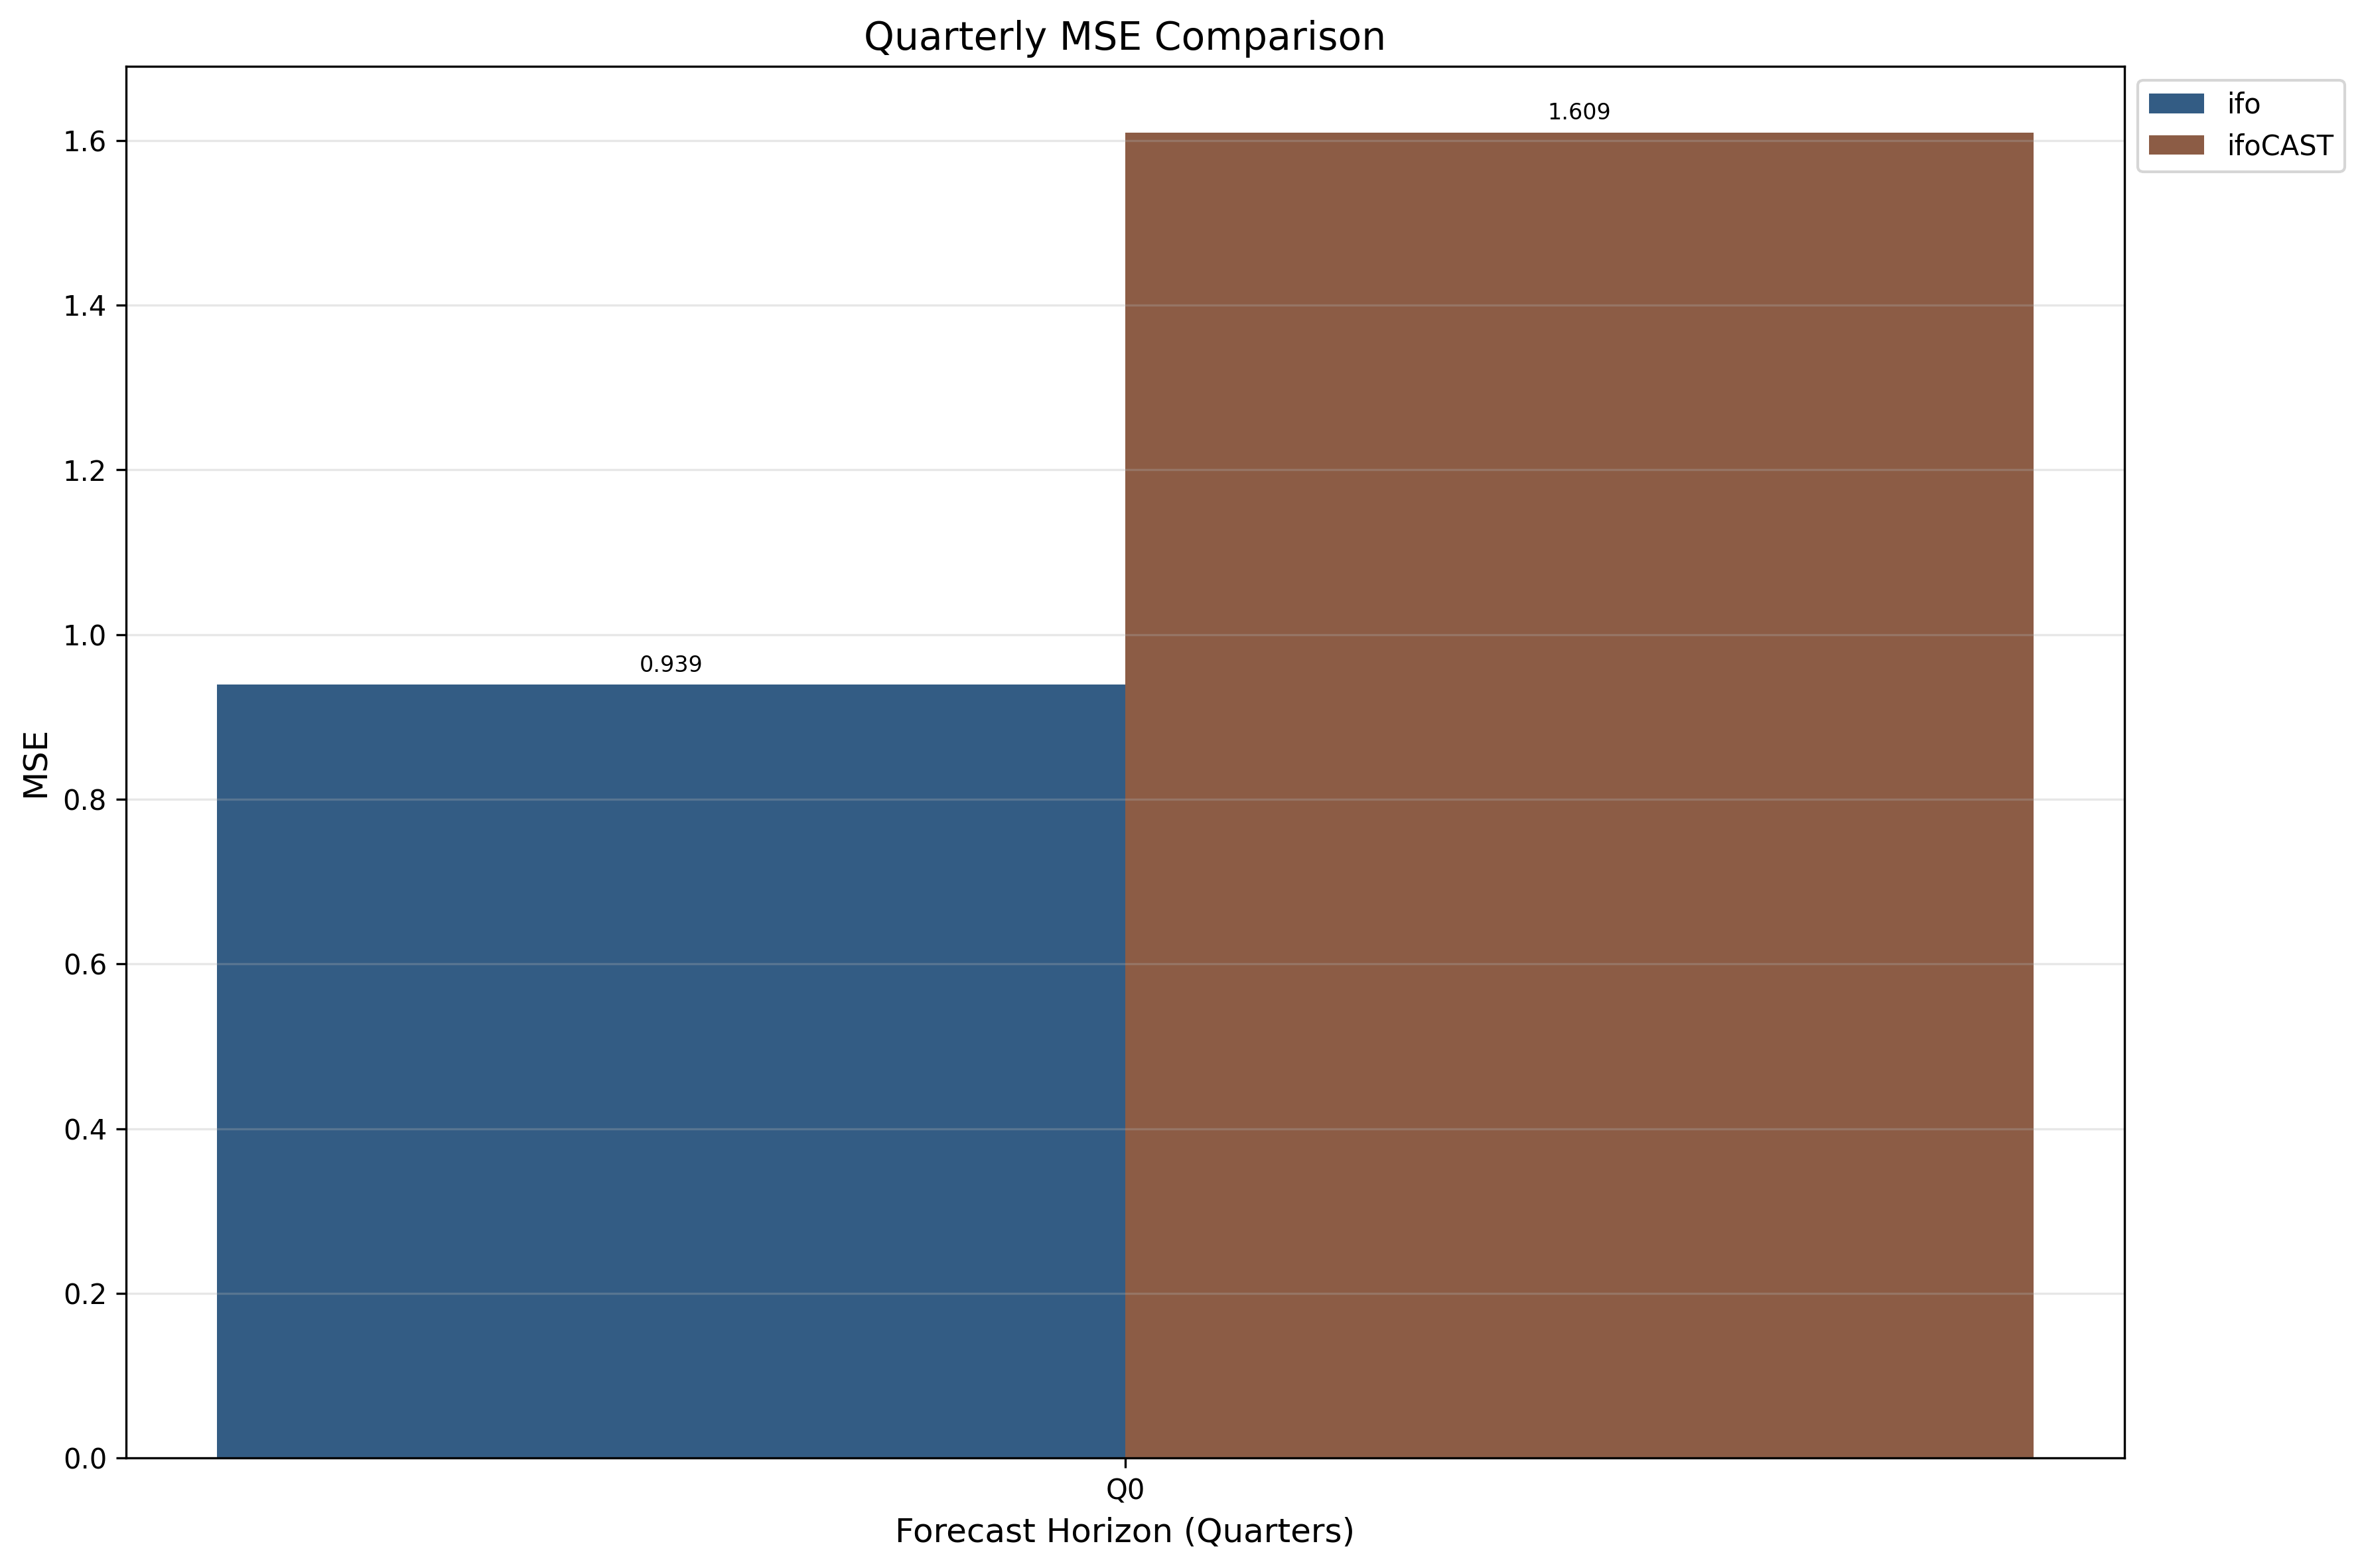 Quarterly MSE Comparison
ifo
ifoCAST
1.609
0.939
1.6
1.4
1.2
1.0
0.8
0.6
0.4
0.2
0.0
MSE
Q0
Forecast Horizon (Quarters)